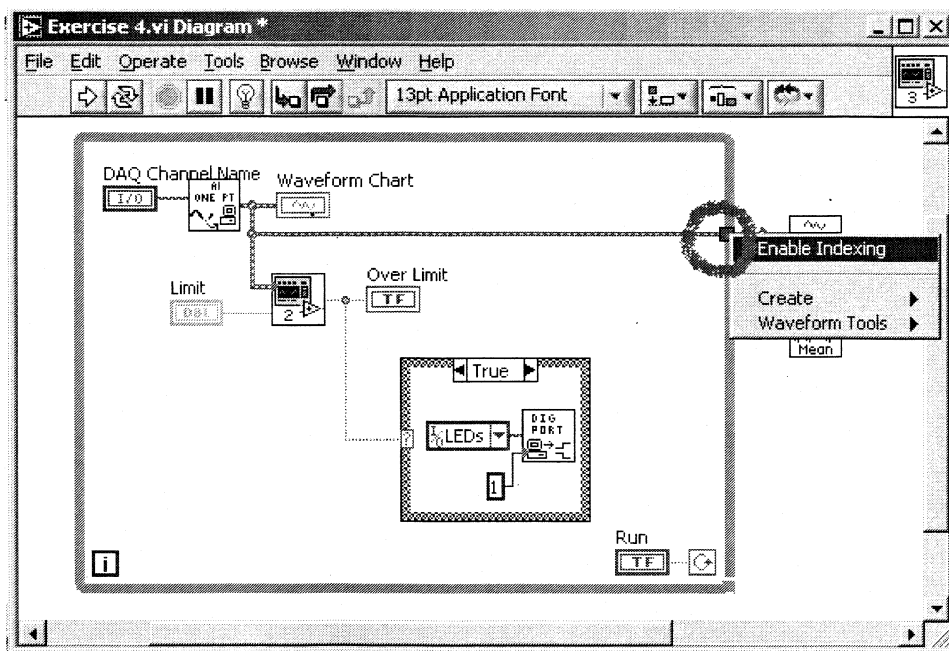 Exercise 4.vi Diagram *
File Edit Operate Tools Browse Window Help
13pt Application Font
3
DAQ Channel Name
Waveform Chart
I/O
AI
ONE PT
Enable Indexing
Create
Waveform Tools
Mean
Limit
DBL
2
Over Limit
TF
True
?
LEDs
DIG
PORT
1
Run
TF
i